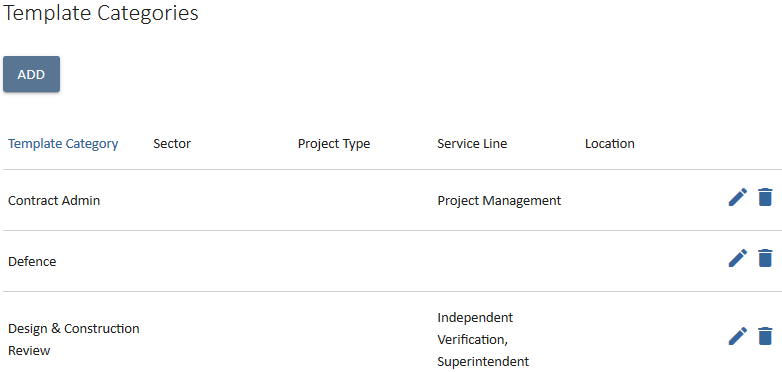 Template Categories
ADD
Template Category Sector Project Type Service Line Location
Contract Admin Project Management
Defence
Design & Construction
Review
Independent
Verification,
Superintendent